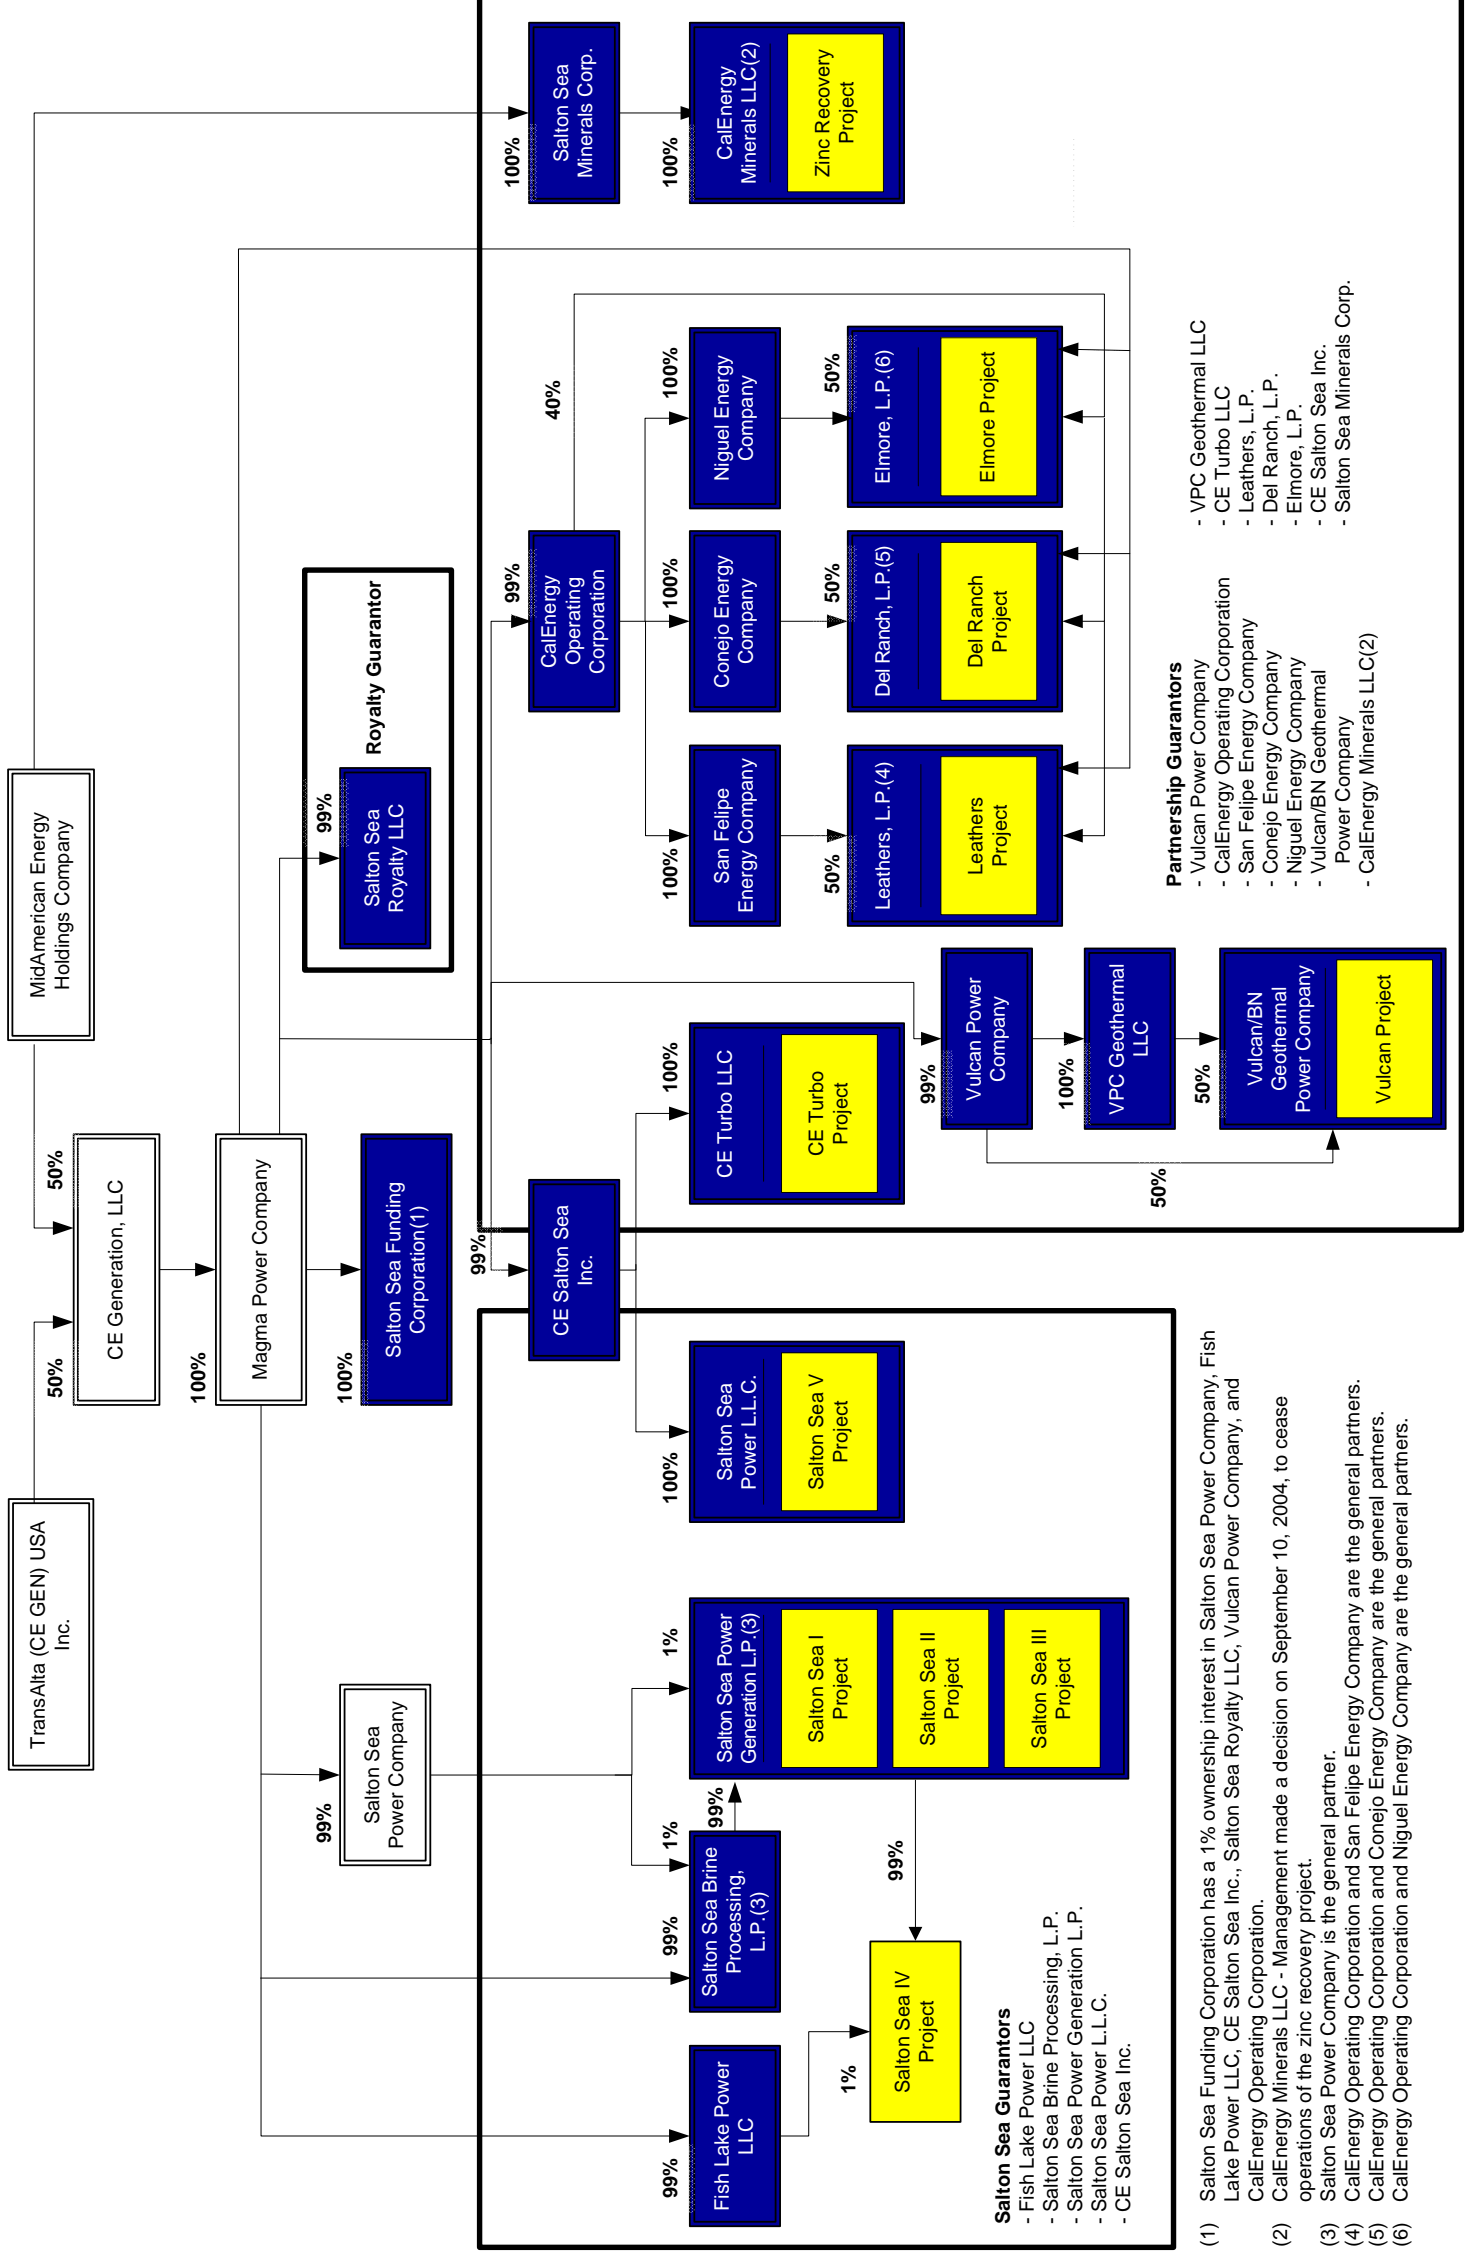 TransAlta (CE GEN) USA
Inc.
MidAmerican Energy
Holdings Company
50%
50%
CE Generation, LLC
100%
Magma Power Company
100%
Salton Sea Funding
Corporation(1)
99%
Salton Sea
Power Company
99%
Salton Sea
Royalty LLC
Royalty Guarantor
99%
CE Salton Sea
Inc.
99%
CalEnergy
Operating
Corporation
40%
100%
Salton Sea
Minerals Corp.
99%
Fish Lake Power
LLC
99%
1%
Salton Sea Brine
Processing,
L.P.(3)
99%
1%
Salton Sea Power
Generation L.P.(3)
Salton Sea I
Project
Salton Sea II
Project
Salton Sea III
Project
100%
Salton Sea
Power L.L.C.
Salton Sea V
Project
100%
CE Turbo LLC
CE Turbo
Project
100%
San Felipe
Energy Company
100%
Conejo Energy
Company
100%
Niguel Energy
Company
100%
CalEnergy
Minerals LLC(2)
Zinc Recovery
Project
1%
99%
Salton Sea IV
Project
50%
Leathers, L.P.(4)
Leathers
Project
50%
Del Ranch, L.P.(5)
Del Ranch
Project
50%
Elmore, L.P.(6)
Elmore Project
99%
Vulcan Power
Company
100%
VPC Geothermal
LLC
50%
50%
Vulcan/BN
Geothermal
Power Company
Vulcan Project
Salton Sea Guarantors
- Fish Lake Power LLC
- Salton Sea Brine Processing, L.P.
- Salton Sea Power Generation L.P.
- Salton Sea Power L.L.C.
- CE Salton Sea Inc.
Partnership Guarantors
- Vulcan Power Company
- CalEnergy Operating Corporation
- San Felipe Energy Company
- Conejo Energy Company
- Niguel Energy Company
- Vulcan/BN Geothermal
Power Company
- CalEnergy Minerals LLC(2)
- VPC Geothermal LLC
- CE Turbo LLC
- Leathers, L.P.
- Del Ranch, L.P.
- Elmore, L.P.
- CE Salton Sea Inc.
- Salton Sea Minerals Corp.
(1) Salton Sea Funding Corporation has a 1% ownership interest in Salton Sea Power Company, Fish
Lake Power LLC, CE Salton Sea Inc., Salton Sea Royalty LLC, Vulcan Power Company, and
CalEnergy Operating Corporation.
(2) CalEnergy Minerals LLC - Management made a decision on September 10, 2004, to cease
operations of the zinc recovery project.
(3) Salton Sea Power Company is the general partner.
(4) CalEnergy Operating Corporation and San Felipe Energy Company are the general partners.
(5) CalEnergy Operating Corporation and Conejo Energy Company are the general partners.
(6) CalEnergy Operating Corporation and Niguel Energy Company are the general partners.